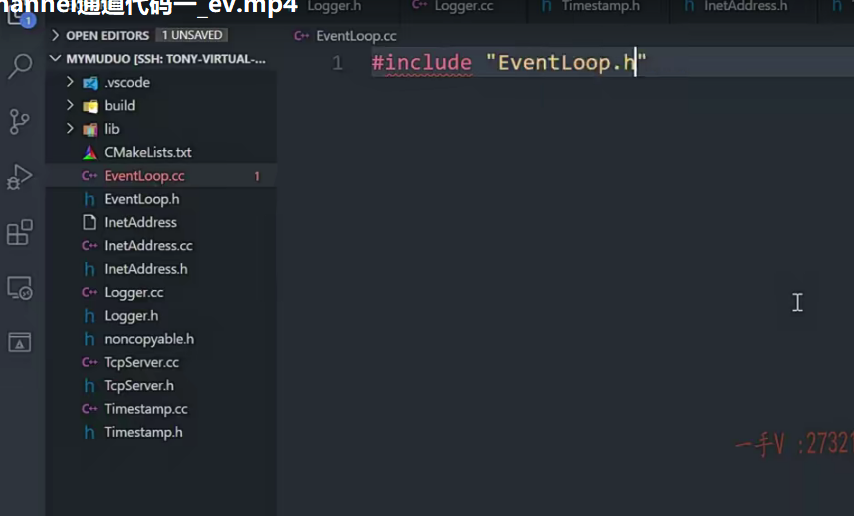 hannel通道代码一_ev.mp4
Logger.h
Logger.cc
Timestamp.h
InetAddress.h
1
OPEN EDITORS 1 UNSAVED
EventLoop.cc
MYMUDUO [SSH: TONY-VIRTUAL-...
1 #include "EventLoop.h"
.vscode
build
lib
CMakeLists.txt
EventLoop.cc 1
EventLoop.h
InetAddress
InetAddress.cc
InetAddress.h
Logger.cc
Logger.h
noncopyable.h
TcpServer.cc
TcpServer.h
Timestamp.cc
Timestamp.h
一手V :2732